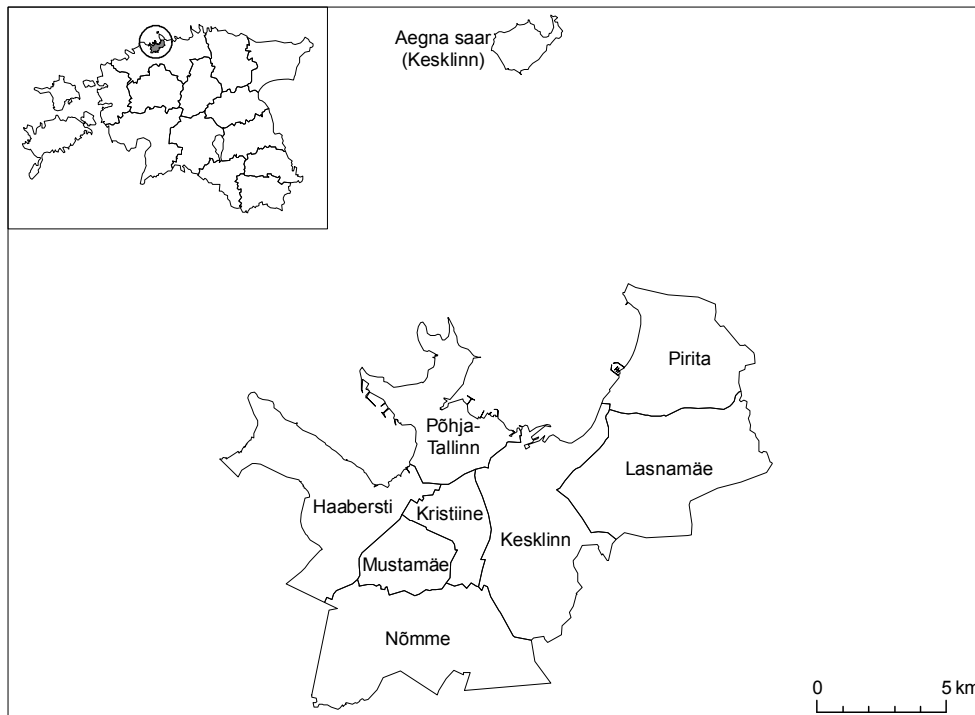 Aegna saar
(Kesklinn)
Pirita
Põhja-
Tallinn
Lasnamäe
Haabersti
Kristiine
Kesklinn
Mustamäe
Nõmme
0 5 km